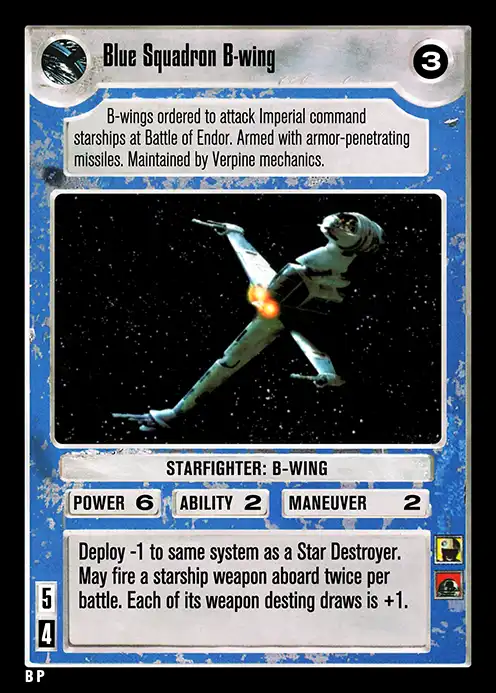 Blue Squadron B-wing
3
B-wings ordered to attack Imperial command
starships at Battle of Endor. Armed with armor-penetrating
missiles. Maintained by Verpine mechanics.
STARFIGHTER: B-WING
POWER 6 ABILITY 2 MANEUVER 2
Deploy -1 to same system as a Star Destroyer.
May fire a starship weapon aboard twice per
battle. Each of its weapon desting draws is +1.
5
4
B P